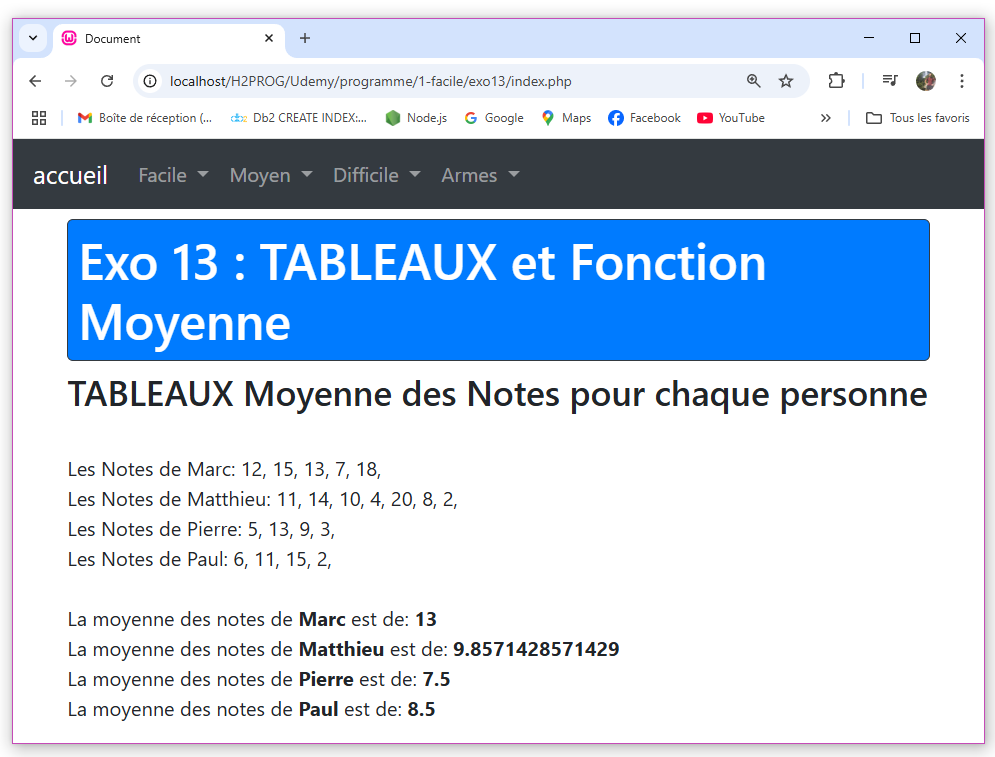 Document
localhost/H2PROG/Udemy/programme/1-facile/exo13/index.php
Boîte de réception (... Db2 CREATE INDEX:... Node.js Google Maps Facebook YouTube » Tous les favoris
accueil Facile Moyen Difficile Armes
Exo 13 : TABLEAUX et Fonction
Moyenne
TABLEAUX Moyenne des Notes pour chaque personne
Les Notes de Marc: 12, 15, 13, 7, 18,
Les Notes de Matthieu: 11, 14, 10, 4, 20, 8, 2,
Les Notes de Pierre: 5, 13, 9, 3,
Les Notes de Paul: 6, 11, 15, 2,
La moyenne des notes de Marc est de: 13
La moyenne des notes de Matthieu est de: 9.8571428571429
La moyenne des notes de Pierre est de: 7.5
La moyenne des notes de Paul est de: 8.5